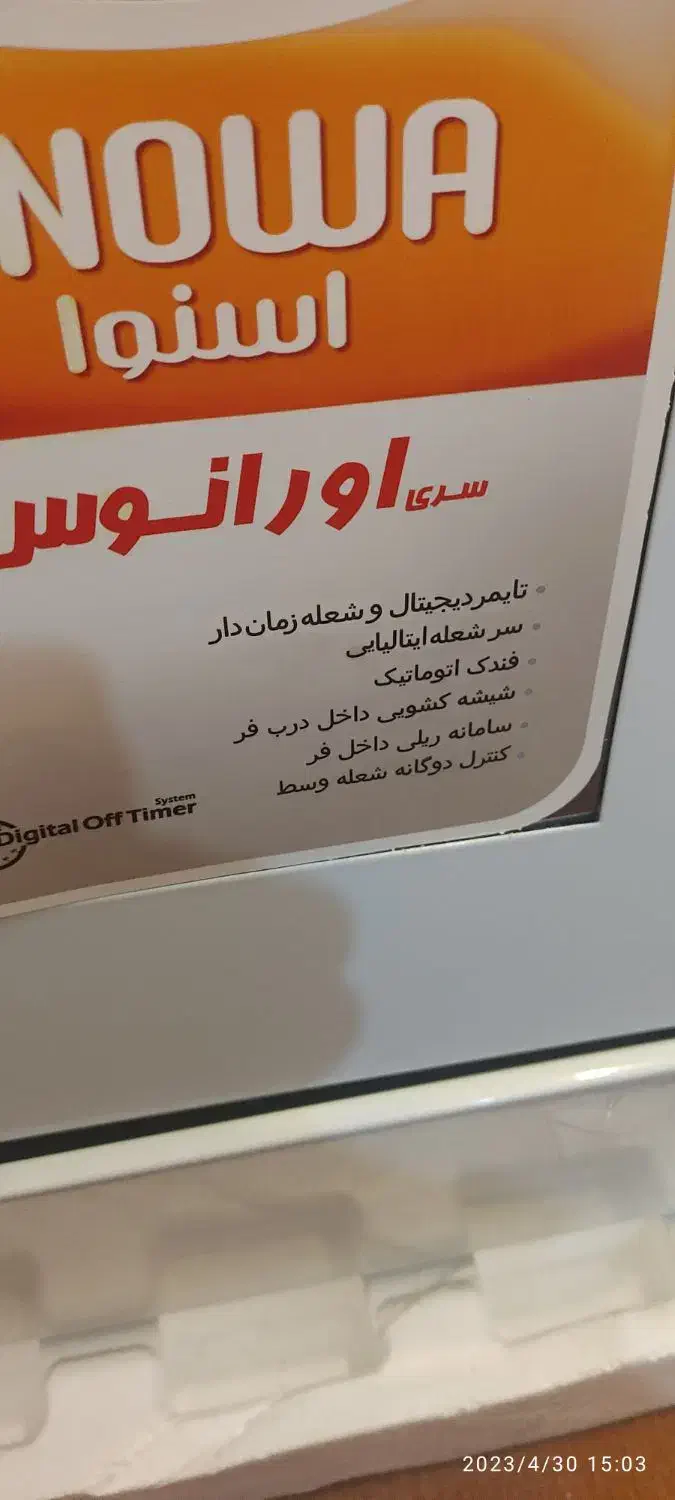 NOWA
اسنوا
سری اورانوس
تایمر دیجیتال و شعله زمان دار
سر شعله ایتالیایی
فندک اتوماتیک
شیشه کشویی داخل درب فر
سامانه ریلی داخل فر
کنترل دوگانه شعله وسط
System
Digital Off Timer
2023/4/30 15:03